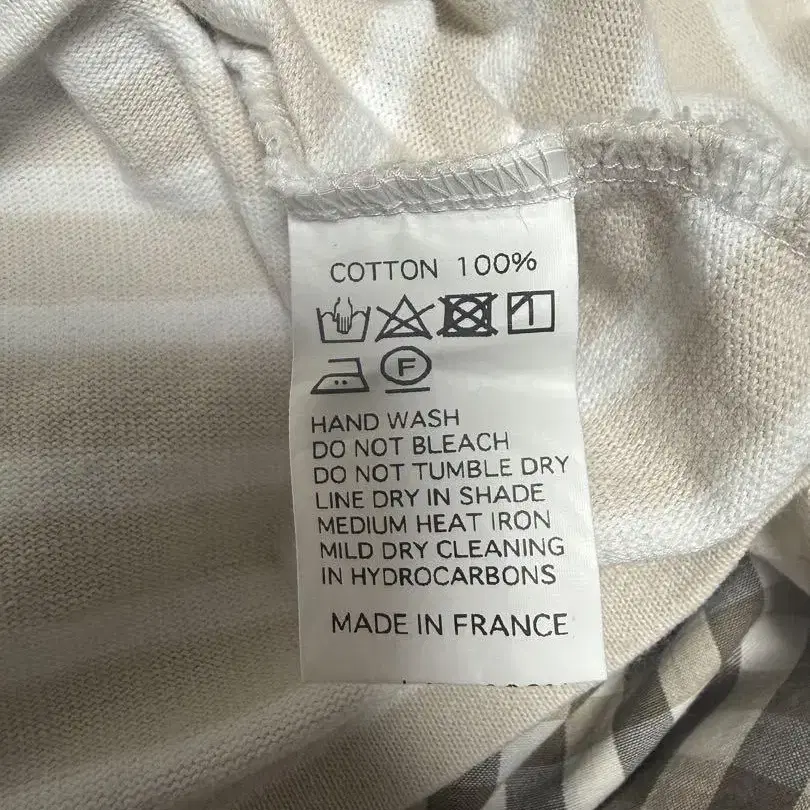 COTTON 100%
F
HAND WASH
DO NOT BLEACH
DO NOT TUMBLE DRY
LINE DRY IN SHADE
MEDIUM HEAT IRON
MILD DRY CLEANING
IN HYDROCARBONS
MADE IN FRANCE